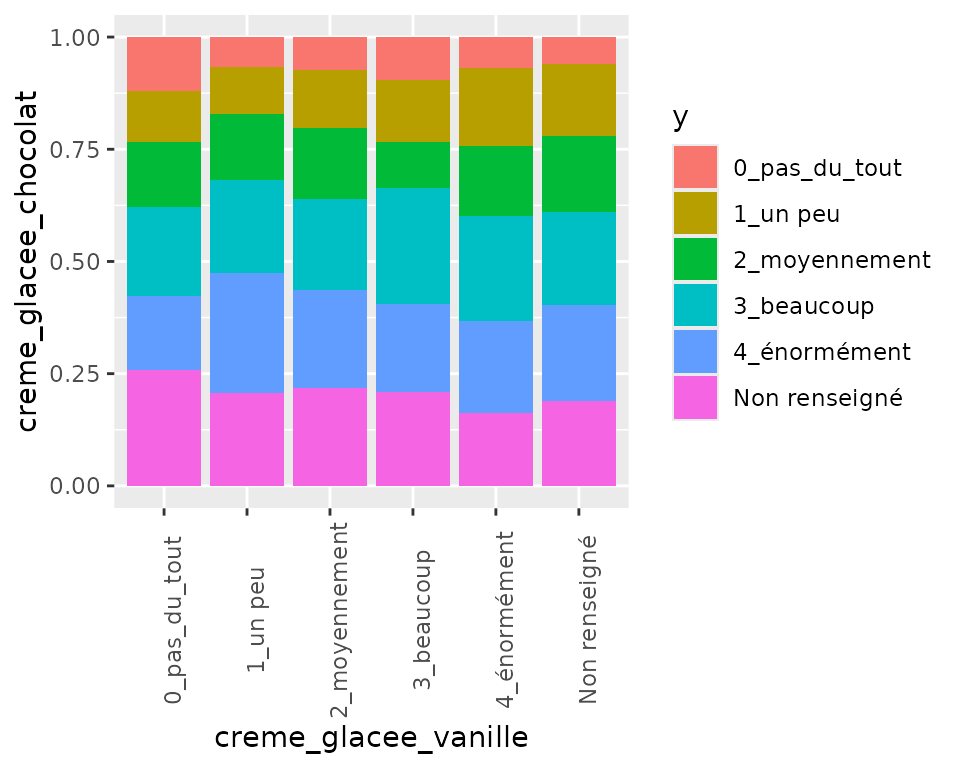 creme_glacee_chocolat
1.00
0.75
0.50
0.25
0.00
0_pas_du_tout
1_un peu
2_moyennement
3_beaucoup
4_énormément
Non renseigné
creme_glacee_vanille
y
0_pas_du_tout
1_un peu
2_moyennement
3_beaucoup
4_énormément
Non renseigné